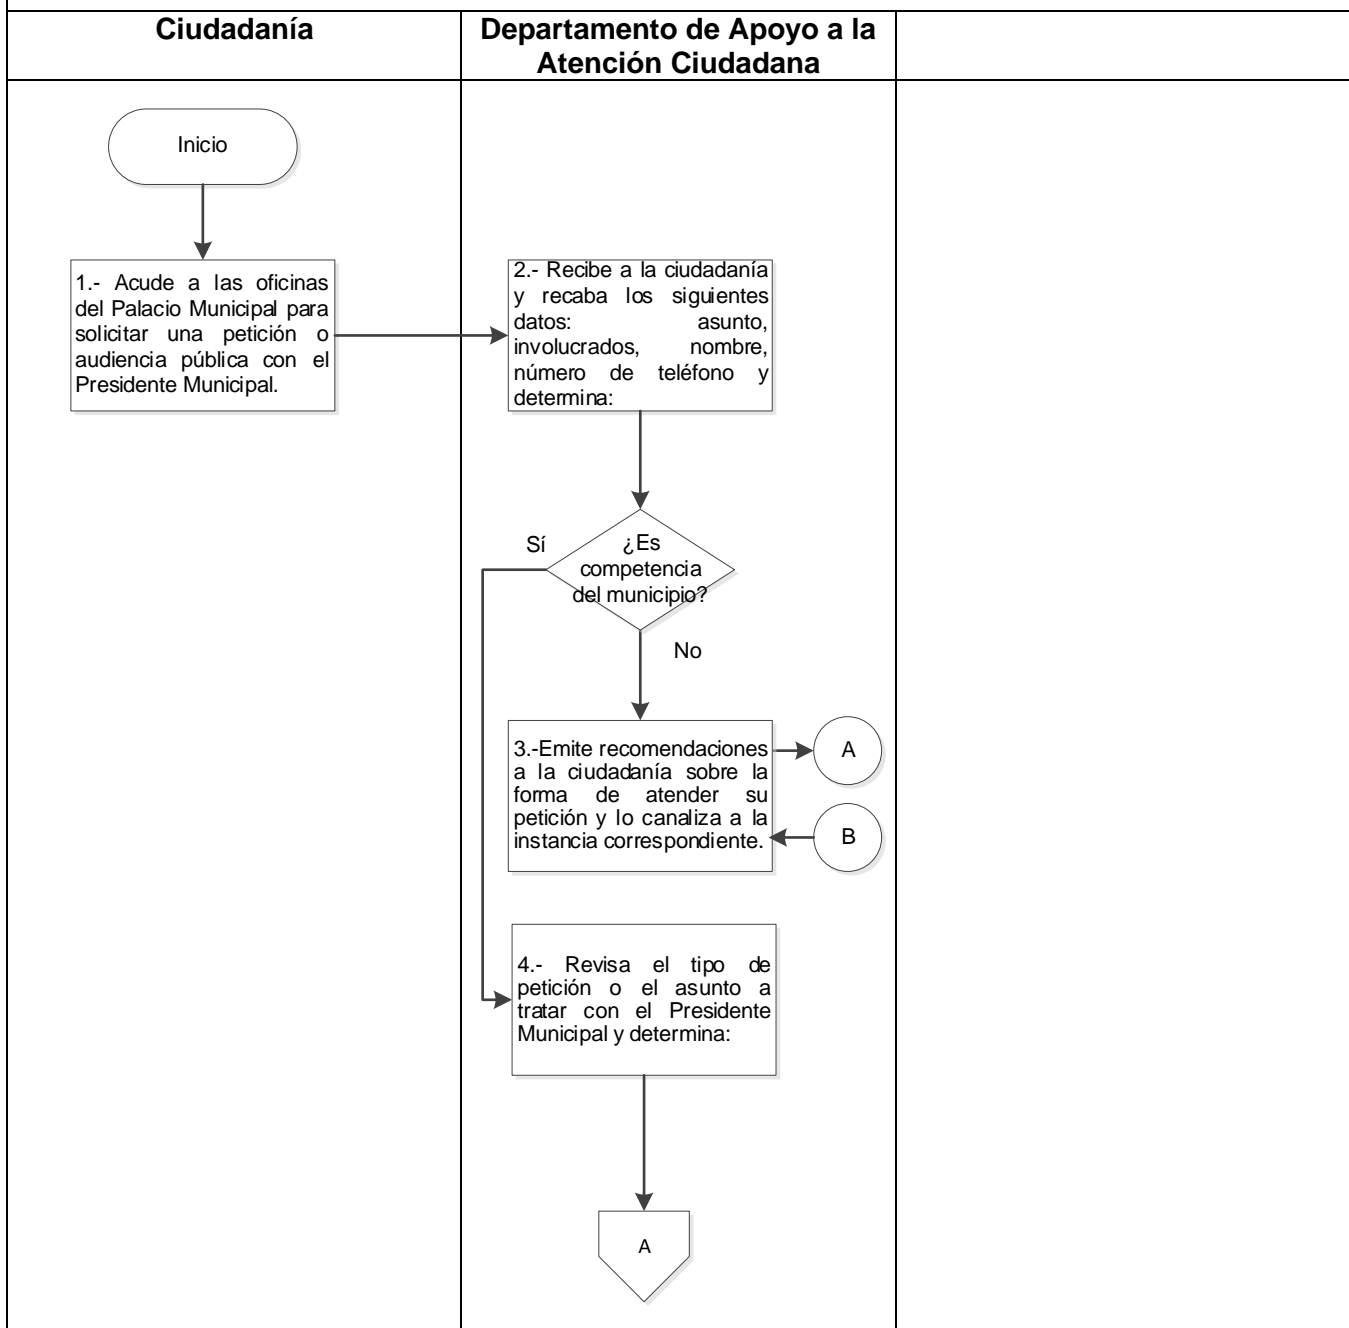 Ciudadanía
Departamento de Apoyo a la
Atención Ciudadana
Inicio
1.- Acude a las oficinas
del Palacio Municipal para
solicitar una petición o
audiencia pública con el
Presidente Municipal.
2.- Recibe a la ciudadanía
y recaba los siguientes
datos: asunto,
involucrados, nombre,
número de teléfono y
determina:
Sí
¿Es
competencia
del municipio?
No
3.-Emite recomendaciones
a la ciudadanía sobre la
forma de atender su
petición y lo canaliza a la
instancia correspondiente.
A
B
4.- Revisa el tipo de
petición o el asunto a
tratar con el Presidente
Municipal y determina:
A